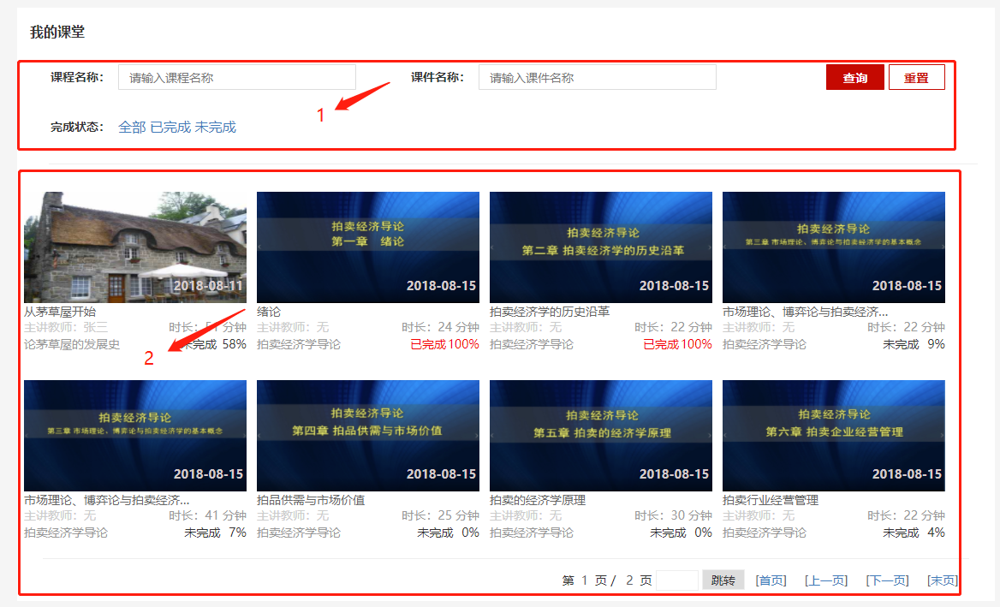 我的课堂
课程名称： 请输入课程名称 课件名称： 请输入课件名称 查询 重置
1
完成状态： 全部 已完成 未完成
2018-08-11
拍卖经济导论
第一章 绪论
2018-08-15
拍卖经济导论
第二章 拍卖经济学的历史沿革
2018-08-15
拍卖经济导论
第三章 市场理论、博弈论与拍卖经济学的基本概念
2018-08-15
从茅草屋开始 绪论 拍卖经济学的历史沿革 市场理论、博弈论与拍卖经济...
主讲教师：张三 时长： 分钟 主讲教师：无 时长：24 分钟 主讲教师：无 时长：22 分钟 主讲教师：无 时长：22 分钟
论茅草屋的发展史 未完成 58% 拍卖经济学导论 已完成100% 拍卖经济学导论 已完成100% 拍卖经济学导论 未完成 9%
2
拍卖经济导论
第三章 市场理论、博弈论与拍卖经济学的基本概念
2018-08-15
拍卖经济导论
第四章 拍品供需与市场价值
2018-08-15
拍卖经济导论
第五章 拍卖的经济学原理
2018-08-15
拍卖经济导论
第六章 拍卖企业经营管理
2018-08-15
市场理论、博弈论与拍卖经济... 拍品供需与市场价值 拍卖的经济学原理 拍卖行业经营管理
主讲教师：无 时长：41 分钟 主讲教师：无 时长：25 分钟 主讲教师：无 时长：30 分钟 主讲教师：无 时长：22 分钟
拍卖经济学导论 未完成 7% 拍卖经济学导论 未完成 0% 拍卖经济学导论 未完成 0% 拍卖经济学导论 未完成 4%
第 1 页 / 2 页 跳转 [首页] [上一页] [下一页] [末页]